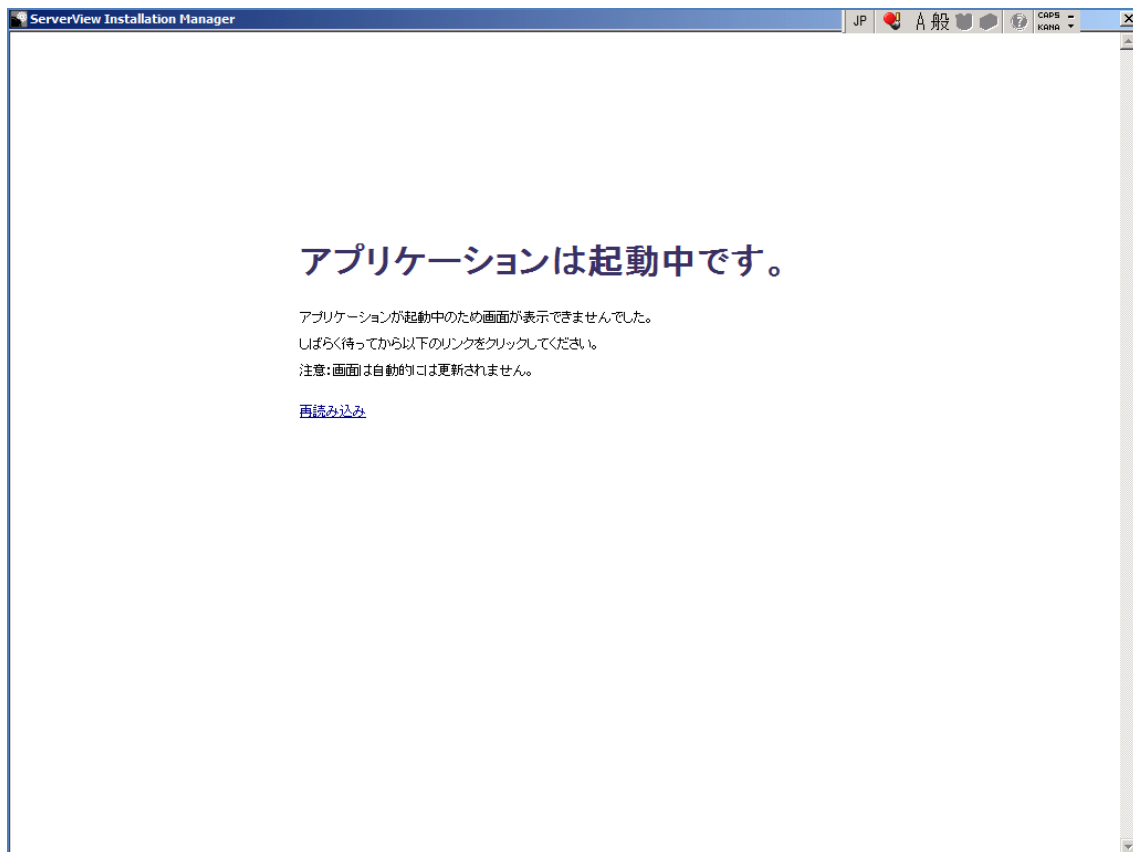 ServerView Installation Manager
JP A 般 CAPS KANA
アプリケーションは起動中です。
アプリケーションが起動中のため画面が表示できませんでした。
しばらく待ってから以下のリンクをクリックしてください。
注意:画面は自動的には更新されません。
再読み込み